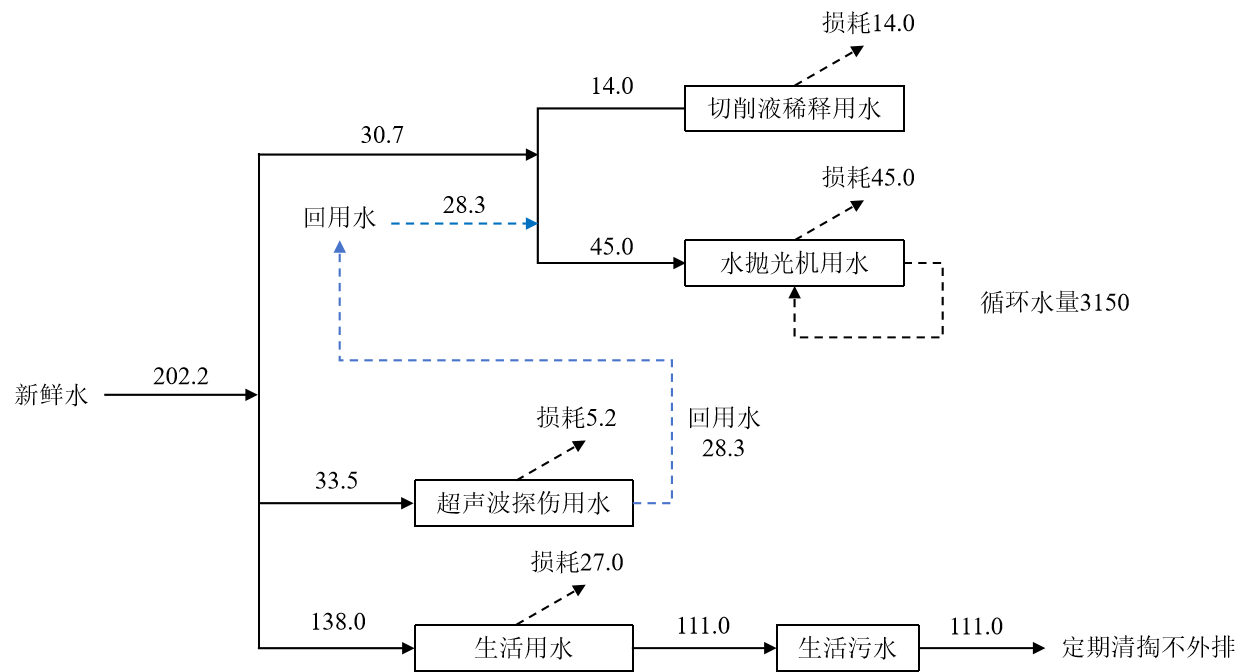 损耗14.0
14.0
切削液稀释用水
30.7
损耗45.0
回用水
28.3
45.0
水抛光机用水
循环水量3150
新鲜水
202.2
损耗5.2
回用水
28.3
33.5
超声波探伤用水
损耗27.0
138.0
生活用水
111.0
生活污水
111.0
定期清掏不外排